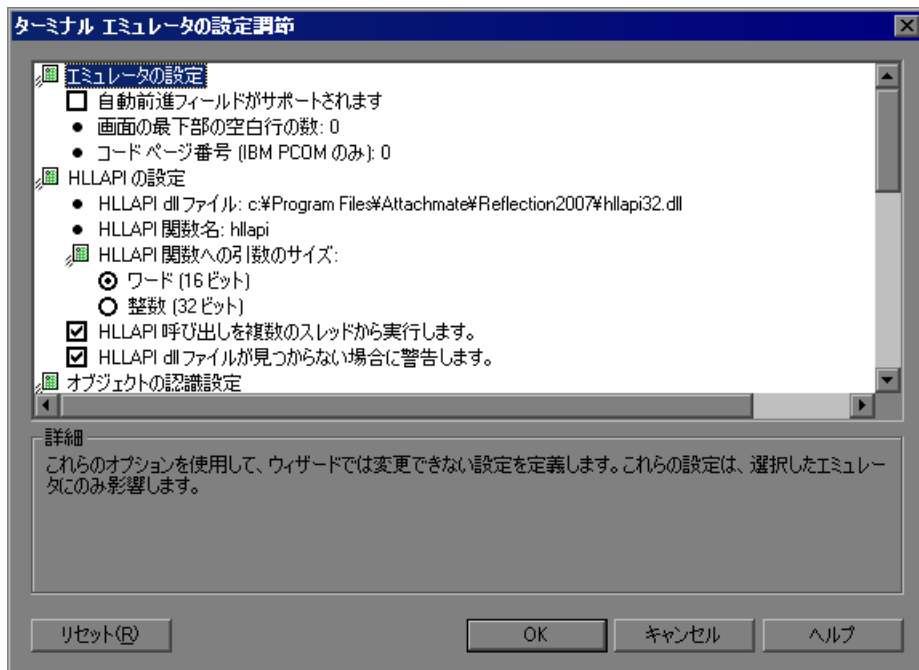 ターミナル エミュレータの設定調節
エミュレータの設定
自動前進フィールドがサポートされます
画面の最下部の空白行の数: 0
コード ページ番号 (IBM PCOM のみ): 0
HLLAPI の設定
HLLAPI dll ファイル: c:¥Program Files¥Attachmate¥Reflection2007¥hllapi32.dll
HLLAPI 関数名: hllapi
HLLAPI 関数への引数のサイズ:
ワード (16 ビット)
整数 (32 ビット)
HLLAPI 呼び出しを複数のスレッドから実行します。
HLLAPI dll ファイルが見つからない場合に警告します。
オブジェクトの認識設定
詳細
これらのオプションを使用して、ウィザードでは変更できない設定を定義します。これらの設定は、選択したエミュレー
タにのみ影響します。
リセット(R) OK キャンセル ヘルプ